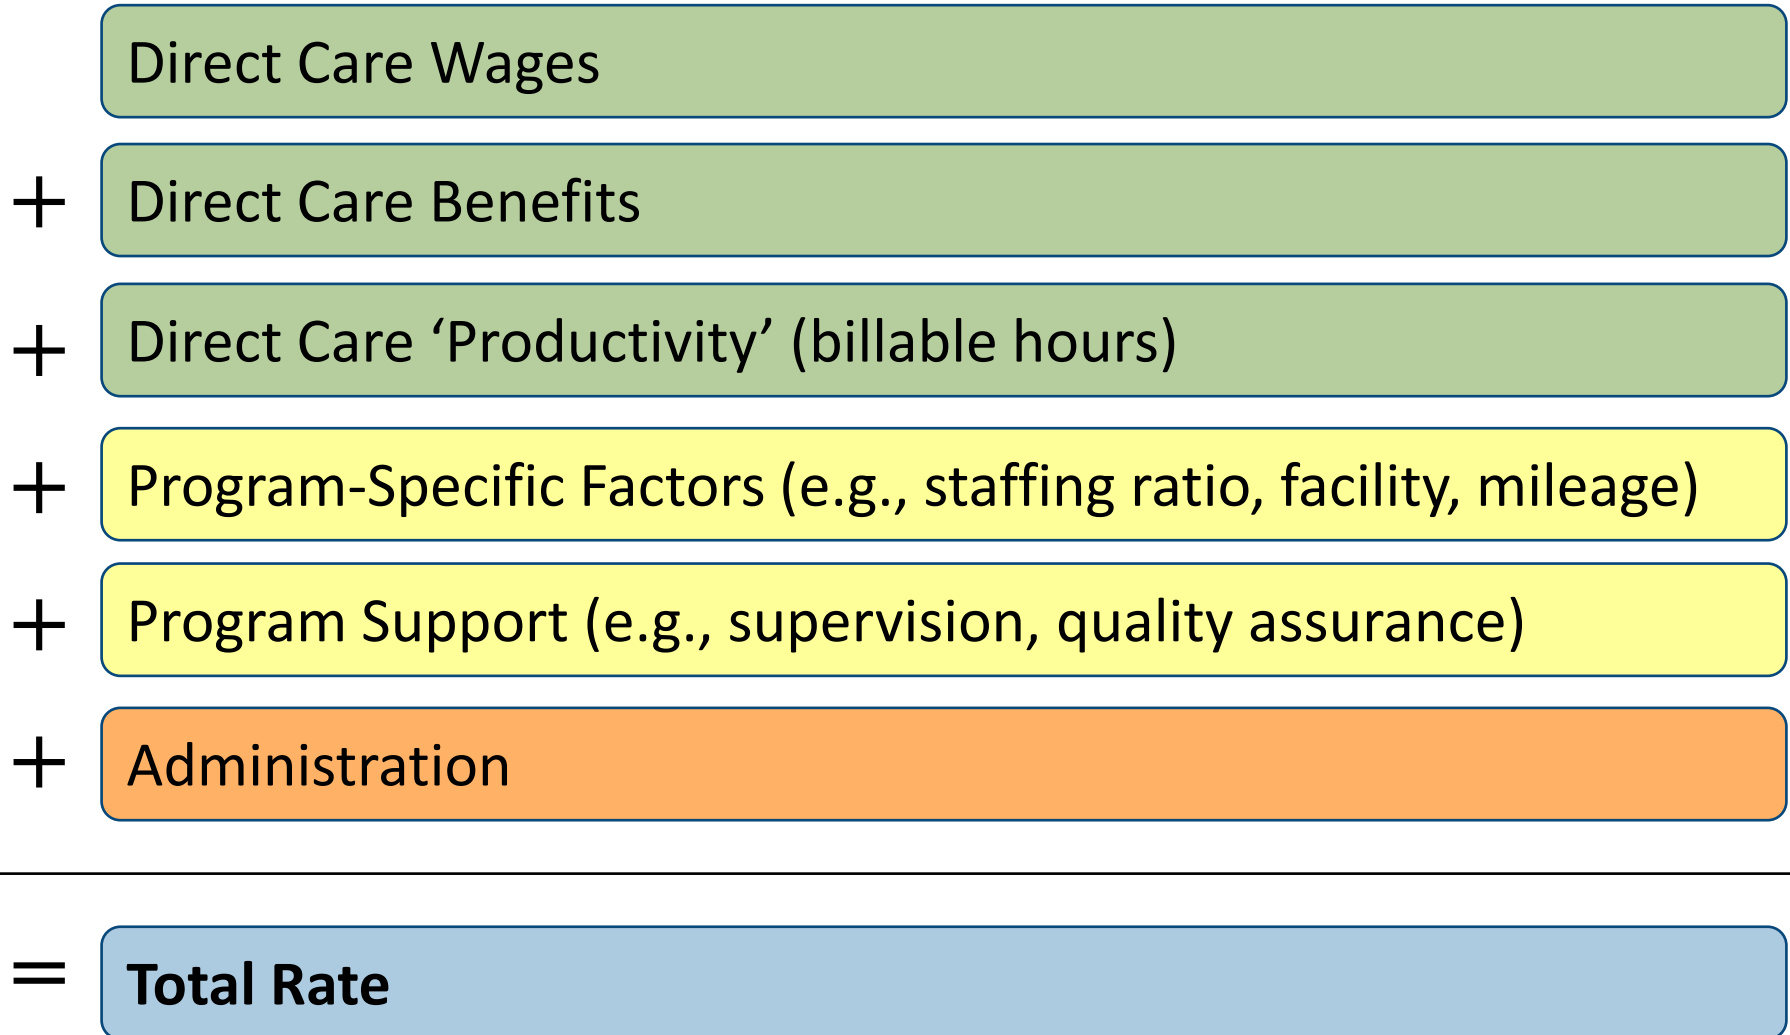 Direct Care Wages
+ Direct Care Benefits
+ Direct Care ‘Productivity’ (billable hours)
+ Program-Specific Factors (e.g., staffing ratio, facility, mileage)
+ Program Support (e.g., supervision, quality assurance)
+ Administration
= Total Rate